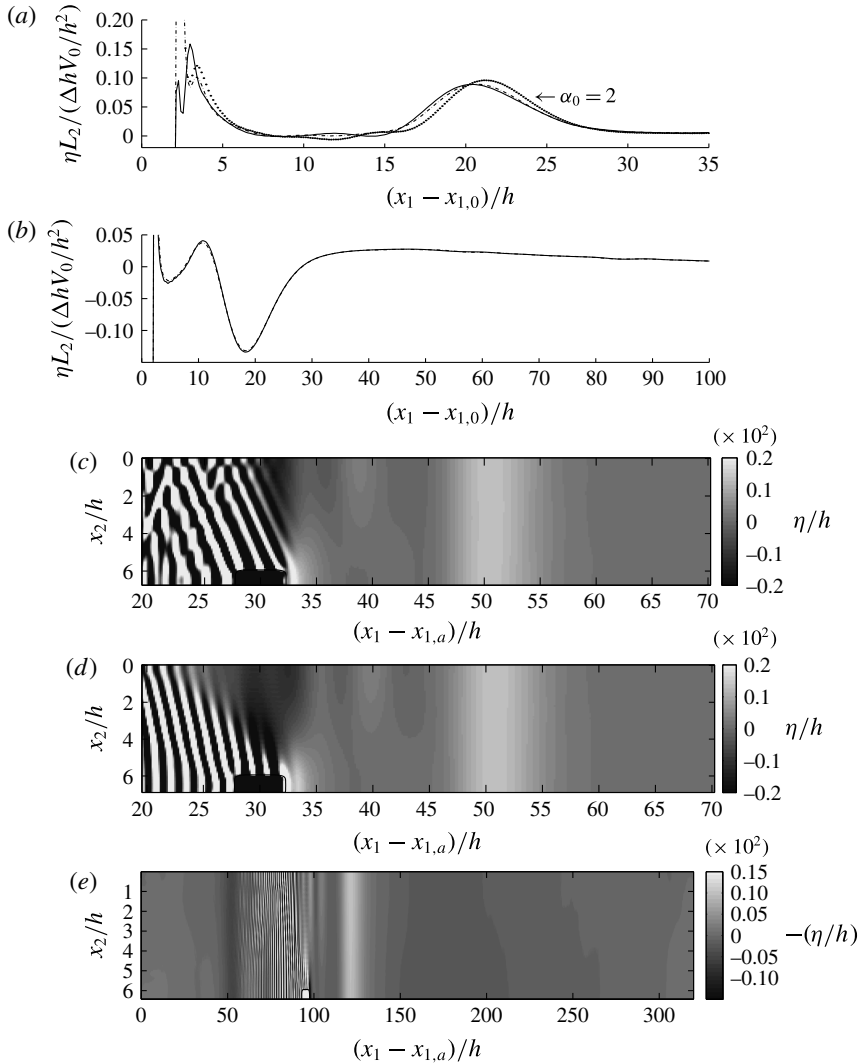 (a)
0.20
0.15
0.10
0.05
0
ηL₂/(ΔhV₀/h²)
← α₀ = 2
0 5 10 15 20 25 30 35
(x₁ − x₁,₀)/h
(b)
0.05
0
−0.05
−0.10
ηL₂/(ΔhV₀/h²)
0 10 20 30 40 50 60 70 80 90 100
(x₁ − x₁,₀)/h
(c)
0
2
4
6
x₂/h
20 25 30 35 40 45 50 55 60 65 70
(x₁ − x₁,ₐ)/h
(× 10²)
0.2
0.1
0
−0.1
−0.2
η/h
(d)
0
2
4
6
x₂/h
20 25 30 35 40 45 50 55 60 65 70
(x₁ − x₁,ₐ)/h
(× 10²)
0.2
0.1
0
−0.1
−0.2
η/h
(e)
1
2
3
4
5
6
x₂/h
0 50 100 150 200 250 300
(x₁ − x₁,ₐ)/h
(× 10²)
0.15
0.10
0.05
0
−0.05
−0.10
−(η/h)